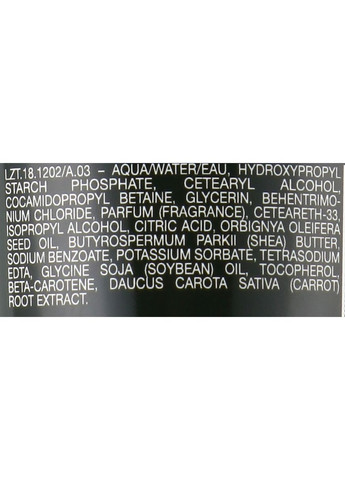 LZT.18.1202/A.03 – AQUA/WATER/EAU, HYDROXYPROPYL
STARCH PHOSPHATE, CETEARYL ALCOHOL,
COCAMIDOPROPYL BETAINE, GLYCERIN, BEHENTRIMO-
NIUM CHLORIDE, PARFUM (FRAGRANCE), CETEARETH-33,
ISOPROPYL ALCOHOL, CITRIC ACID, ORBIGNYA OLEIFERA
SEED OIL, BUTYROSPERMUM PARKII (SHEA) BUTTER,
SODIUM BENZOATE, POTASSIUM SORBATE, TETRASODIUM
EDTA, GLYCINE SOJA (SOYBEAN) OIL, TOCOPHEROL,
BETA-CAROTENE, DAUCUS CAROTA SATIVA (CARROT)
ROOT EXTRACT.